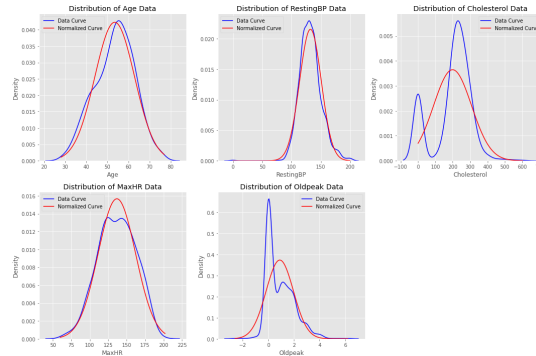 Distribution of Age Data
Data Curve
Normalized Curve
Density
0.040
0.035
0.030
0.025
0.020
0.015
0.010
0.005
0.000
20 30 40 50 60 70 80
Age
Distribution of RestingBP Data
Data Curve
Normalized Curve
Density
0.020
0.015
0.010
0.005
0.000
0 50 100 150 200
RestingBP
Distribution of Cholesterol Data
Data Curve
Normalized Curve
Density
0.005
0.004
0.003
0.002
0.001
0.000
−100 0 100 200 300 400 500 600
Cholesterol
Distribution of MaxHR Data
Data Curve
Normalized Curve
Density
0.016
0.014
0.012
0.010
0.008
0.006
0.004
0.002
0.000
50 75 100 125 150 175 200 225
MaxHR
Distribution of Oldpeak Data
Data Curve
Normalized Curve
Density
0.6
0.5
0.4
0.3
0.2
0.1
0.0
−2 0 2 4 6
Oldpeak